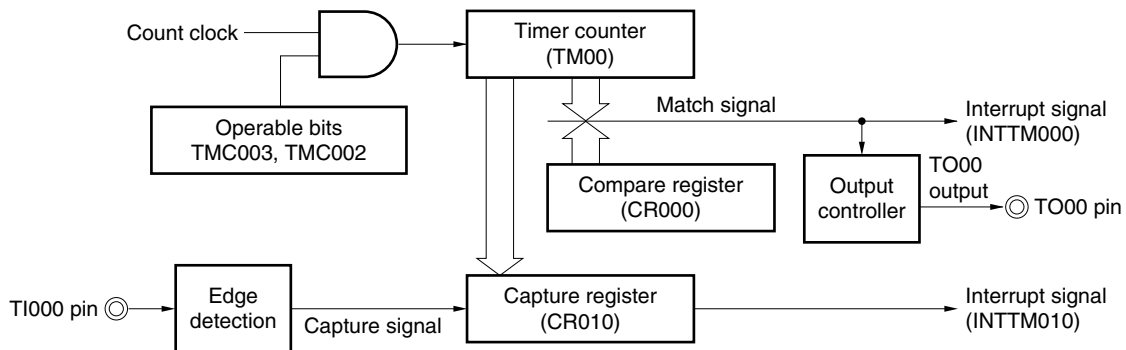 Count clock
Timer counter
(TM00)
Operable bits
TMC003, TMC002
Match signal
Interrupt signal
(INTTM000)
Compare register
(CR000)
Output
controller
TO00
output
TO00 pin
TI000 pin
Edge
detection
Capture signal
Capture register
(CR010)
Interrupt signal
(INTTM010)